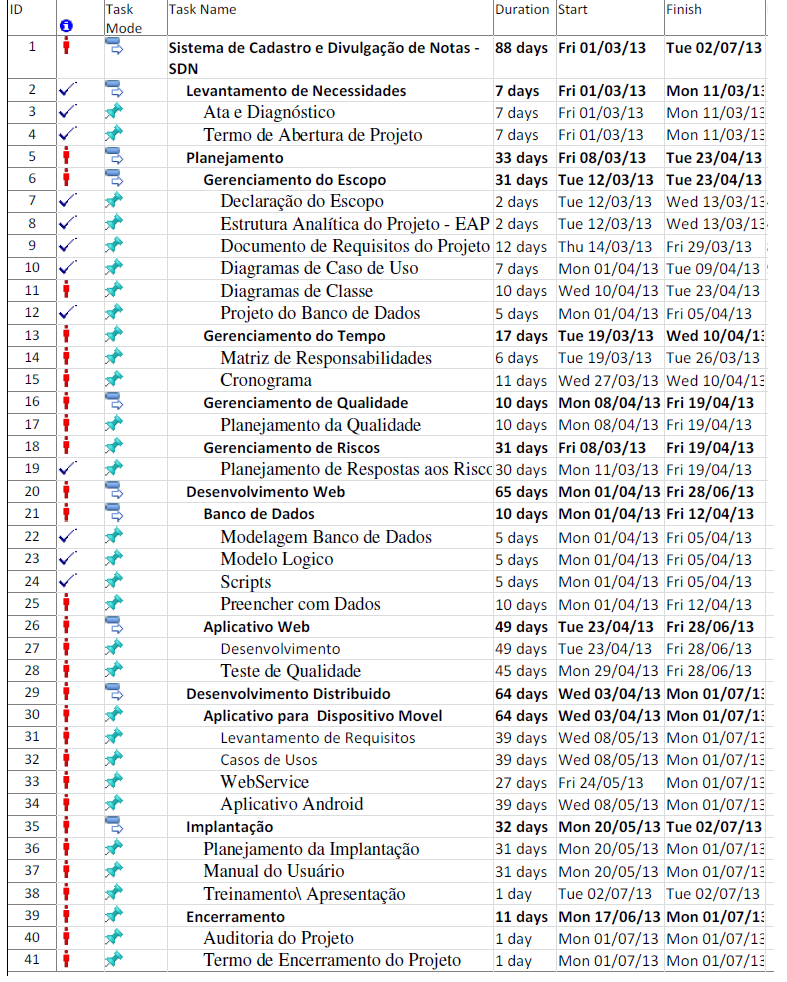 ID Task Mode Task Name Duration Start Finish
1 Sistema de Cadastro e Divulgação de Notas - SDN 88 days Fri 01/03/13 Tue 02/07/13
2 Levantamento de Necessidades 7 days Fri 01/03/13 Mon 11/03/13
3 Ata e Diagnóstico 7 days Fri 01/03/13 Mon 11/03/13
4 Termo de Abertura de Projeto 7 days Fri 01/03/13 Mon 11/03/13
5 Planejamento 33 days Fri 08/03/13 Tue 23/04/13
6 Gerenciamento do Escopo 31 days Tue 12/03/13 Tue 23/04/13
7 Declaração do Escopo 2 days Tue 12/03/13 Wed 13/03/13
8 Estrutura Analítica do Projeto - EAP 2 days Tue 12/03/13 Wed 13/03/13
9 Documento de Requisitos do Projeto 12 days Thu 14/03/13 Fri 29/03/13
10 Diagramas de Caso de Uso 7 days Mon 01/04/13 Tue 09/04/13
11 Diagramas de Classe 10 days Wed 10/04/13 Tue 23/04/13
12 Projeto do Banco de Dados 5 days Mon 01/04/13 Fri 05/04/13
13 Gerenciamento do Tempo 17 days Tue 19/03/13 Wed 10/04/13
14 Matriz de Responsabilidades 6 days Tue 19/03/13 Tue 26/03/13
15 Cronograma 11 days Wed 27/03/13 Wed 10/04/13
16 Gerenciamento de Qualidade 10 days Mon 08/04/13 Fri 19/04/13
17 Planejamento da Qualidade 10 days Mon 08/04/13 Fri 19/04/13
18 Gerenciamento de Riscos 31 days Fri 08/03/13 Fri 19/04/13
19 Planejamento de Respostas aos Risco 30 days Mon 11/03/13 Fri 19/04/13
20 Desenvolvimento Web 65 days Mon 01/04/13 Fri 28/06/13
21 Banco de Dados 10 days Mon 01/04/13 Fri 12/04/13
22 Modelagem Banco de Dados 5 days Mon 01/04/13 Fri 05/04/13
23 Modelo Logico 5 days Mon 01/04/13 Fri 05/04/13
24 Scripts 5 days Mon 01/04/13 Fri 05/04/13
25 Preencher com Dados 10 days Mon 01/04/13 Fri 12/04/13
26 Aplicativo Web 49 days Tue 23/04/13 Fri 28/06/13
27 Desenvolvimento 49 days Tue 23/04/13 Fri 28/06/13
28 Teste de Qualidade 45 days Mon 29/04/13 Fri 28/06/13
29 Desenvolvimento Distribuido 64 days Wed 03/04/13 Mon 01/07/13
30 Aplicativo para Dispositivo Movel 64 days Wed 03/04/13 Mon 01/07/13
31 Levantamento de Requisitos 39 days Wed 08/05/13 Mon 01/07/13
32 Casos de Usos 39 days Wed 08/05/13 Mon 01/07/13
33 WebService 27 days Fri 24/05/13 Mon 01/07/13
34 Aplicativo Android 39 days Wed 08/05/13 Mon 01/07/13
35 Implantação 32 days Mon 20/05/13 Tue 02/07/13
36 Planejamento da Implantação 31 days Mon 20/05/13 Mon 01/07/13
37 Manual do Usuário 31 days Mon 20/05/13 Mon 01/07/13
38 Treinamento\ Apresentação 1 day Tue 02/07/13 Tue 02/07/13
39 Encerramento 11 days Mon 17/06/13 Mon 01/07/13
40 Auditoria do Projeto 1 day Mon 01/07/13 Mon 01/07/13
41 Termo de Encerramento do Projeto 1 day Mon 01/07/13 Mon 01/07/13